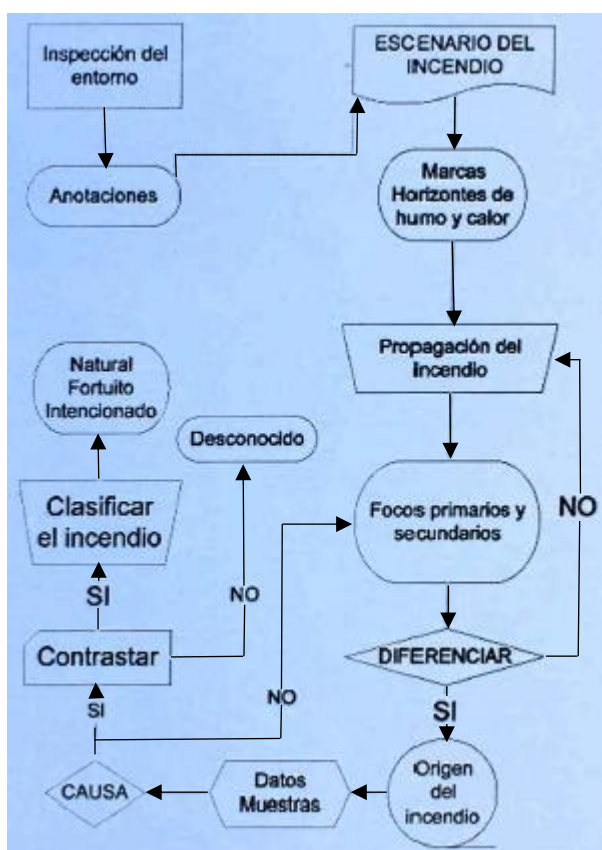 Inspección del
entorno
Anotaciones
ESCENARIO DEL
INCENDIO
Marcas
Horizontes de
humo y calor
Propagación del
incendio
Focos primarios y
secundarios
DIFERENCIAR
NO
SI
Origen
del
incendio
Datos
Muestras
CAUSA
NO
SI
Contrastar
NO
Desconocido
SI
Clasificar
el incendio
Natural
Fortuito
Intencionado